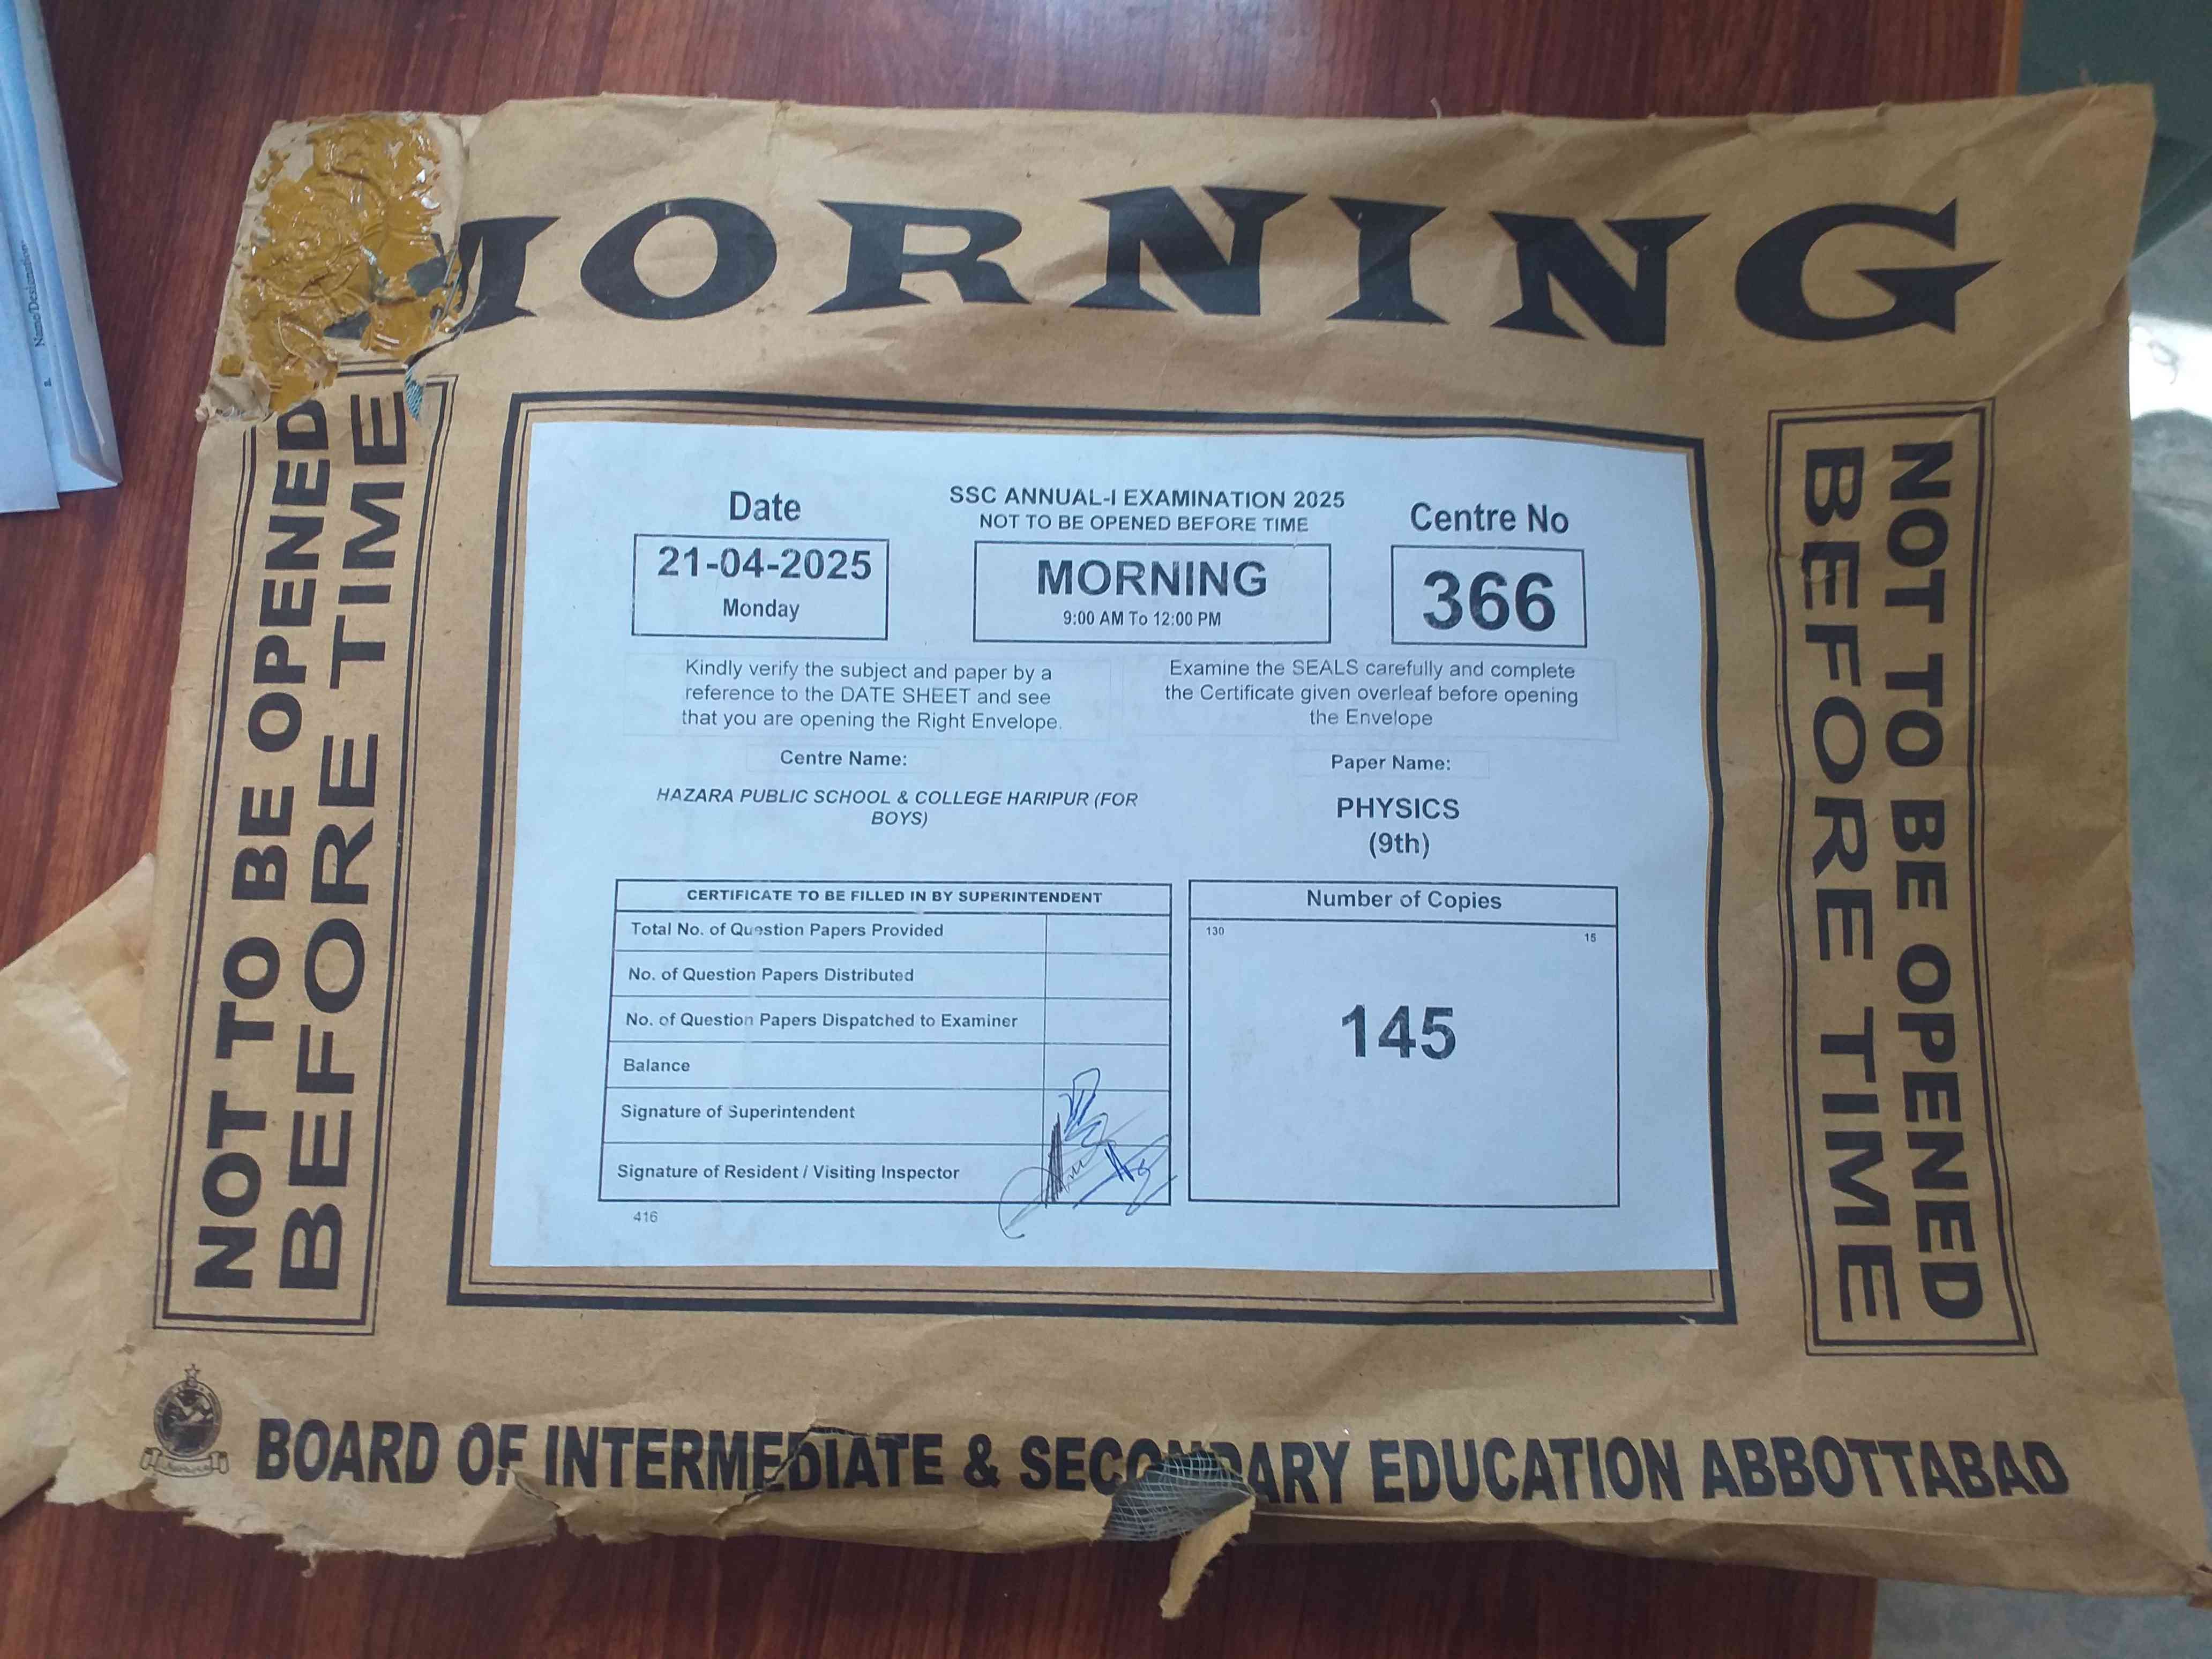 MORNING
NOT TO BE OPENED
BEFORE TIME
Date
21-04-2025
Monday
SSC ANNUAL-I EXAMINATION 2025
NOT TO BE OPENED BEFORE TIME
MORNING
9:00 AM To 12:00 PM
Centre No
366
Kindly verify the subject and paper by a
reference to the DATE SHEET and see
that you are opening the Right Envelope.
Examine the SEALS carefully and complete
the Certificate given overleaf before opening
the Envelope
Centre Name:
HAZARA PUBLIC SCHOOL & COLLEGE HARIPUR (FOR
BOYS)
Paper Name:
PHYSICS
(9th)
CERTIFICATE TO BE FILLED IN BY SUPERINTENDENT
Total No. of Question Papers Provided
No. of Question Papers Distributed
No. of Question Papers Dispatched to Examiner
Balance
Signature of Superintendent
Signature of Resident / Visiting Inspector
416
Number of Copies
130 15
145
NOT TO BE OPENED
BEFORE TIME
BOARD OF INTERMEDIATE & SECONDARY EDUCATION ABBOTTABAD
Name/Designation